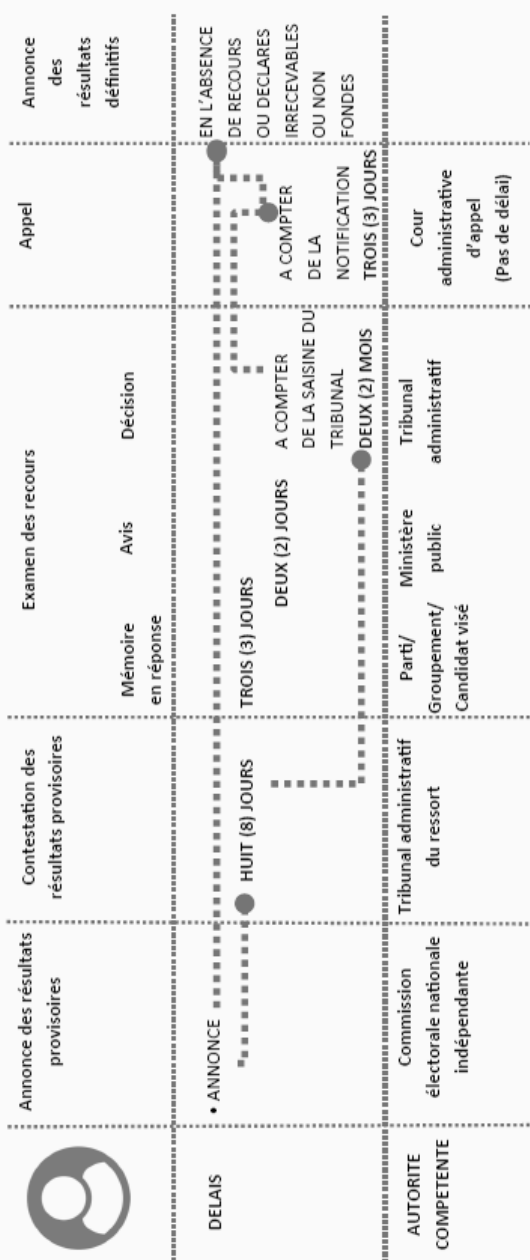 Annonce des résultats
provisoires
Contestation des
résultats provisoires
Examen des recours
Mémoire
en réponse
Avis
Décision
Appel
Annonce
des
résultats
définitifs
DELAIS
• ANNONCE
HUIT (8) JOURS
TROIS (3) JOURS
DEUX (2) JOURS
A COMPTER
DE LA SAISINE DU
TRIBUNAL
DEUX (2) MOIS
A COMPTER
DE LA
NOTIFICATION
TROIS (3) JOURS
EN L'ABSENCE
DE RECOURS
OU DECLARES
IRRECEVABLES
OU NON
FONDES
AUTORITE
COMPETENTE
Commission
électorale nationale
indépendante
Tribunal administratif
du ressort
Parti/
Groupement/
Candidat visé
Ministère
public
Tribunal
administratif
Cour
administrative
d'appel
(Pas de délai)